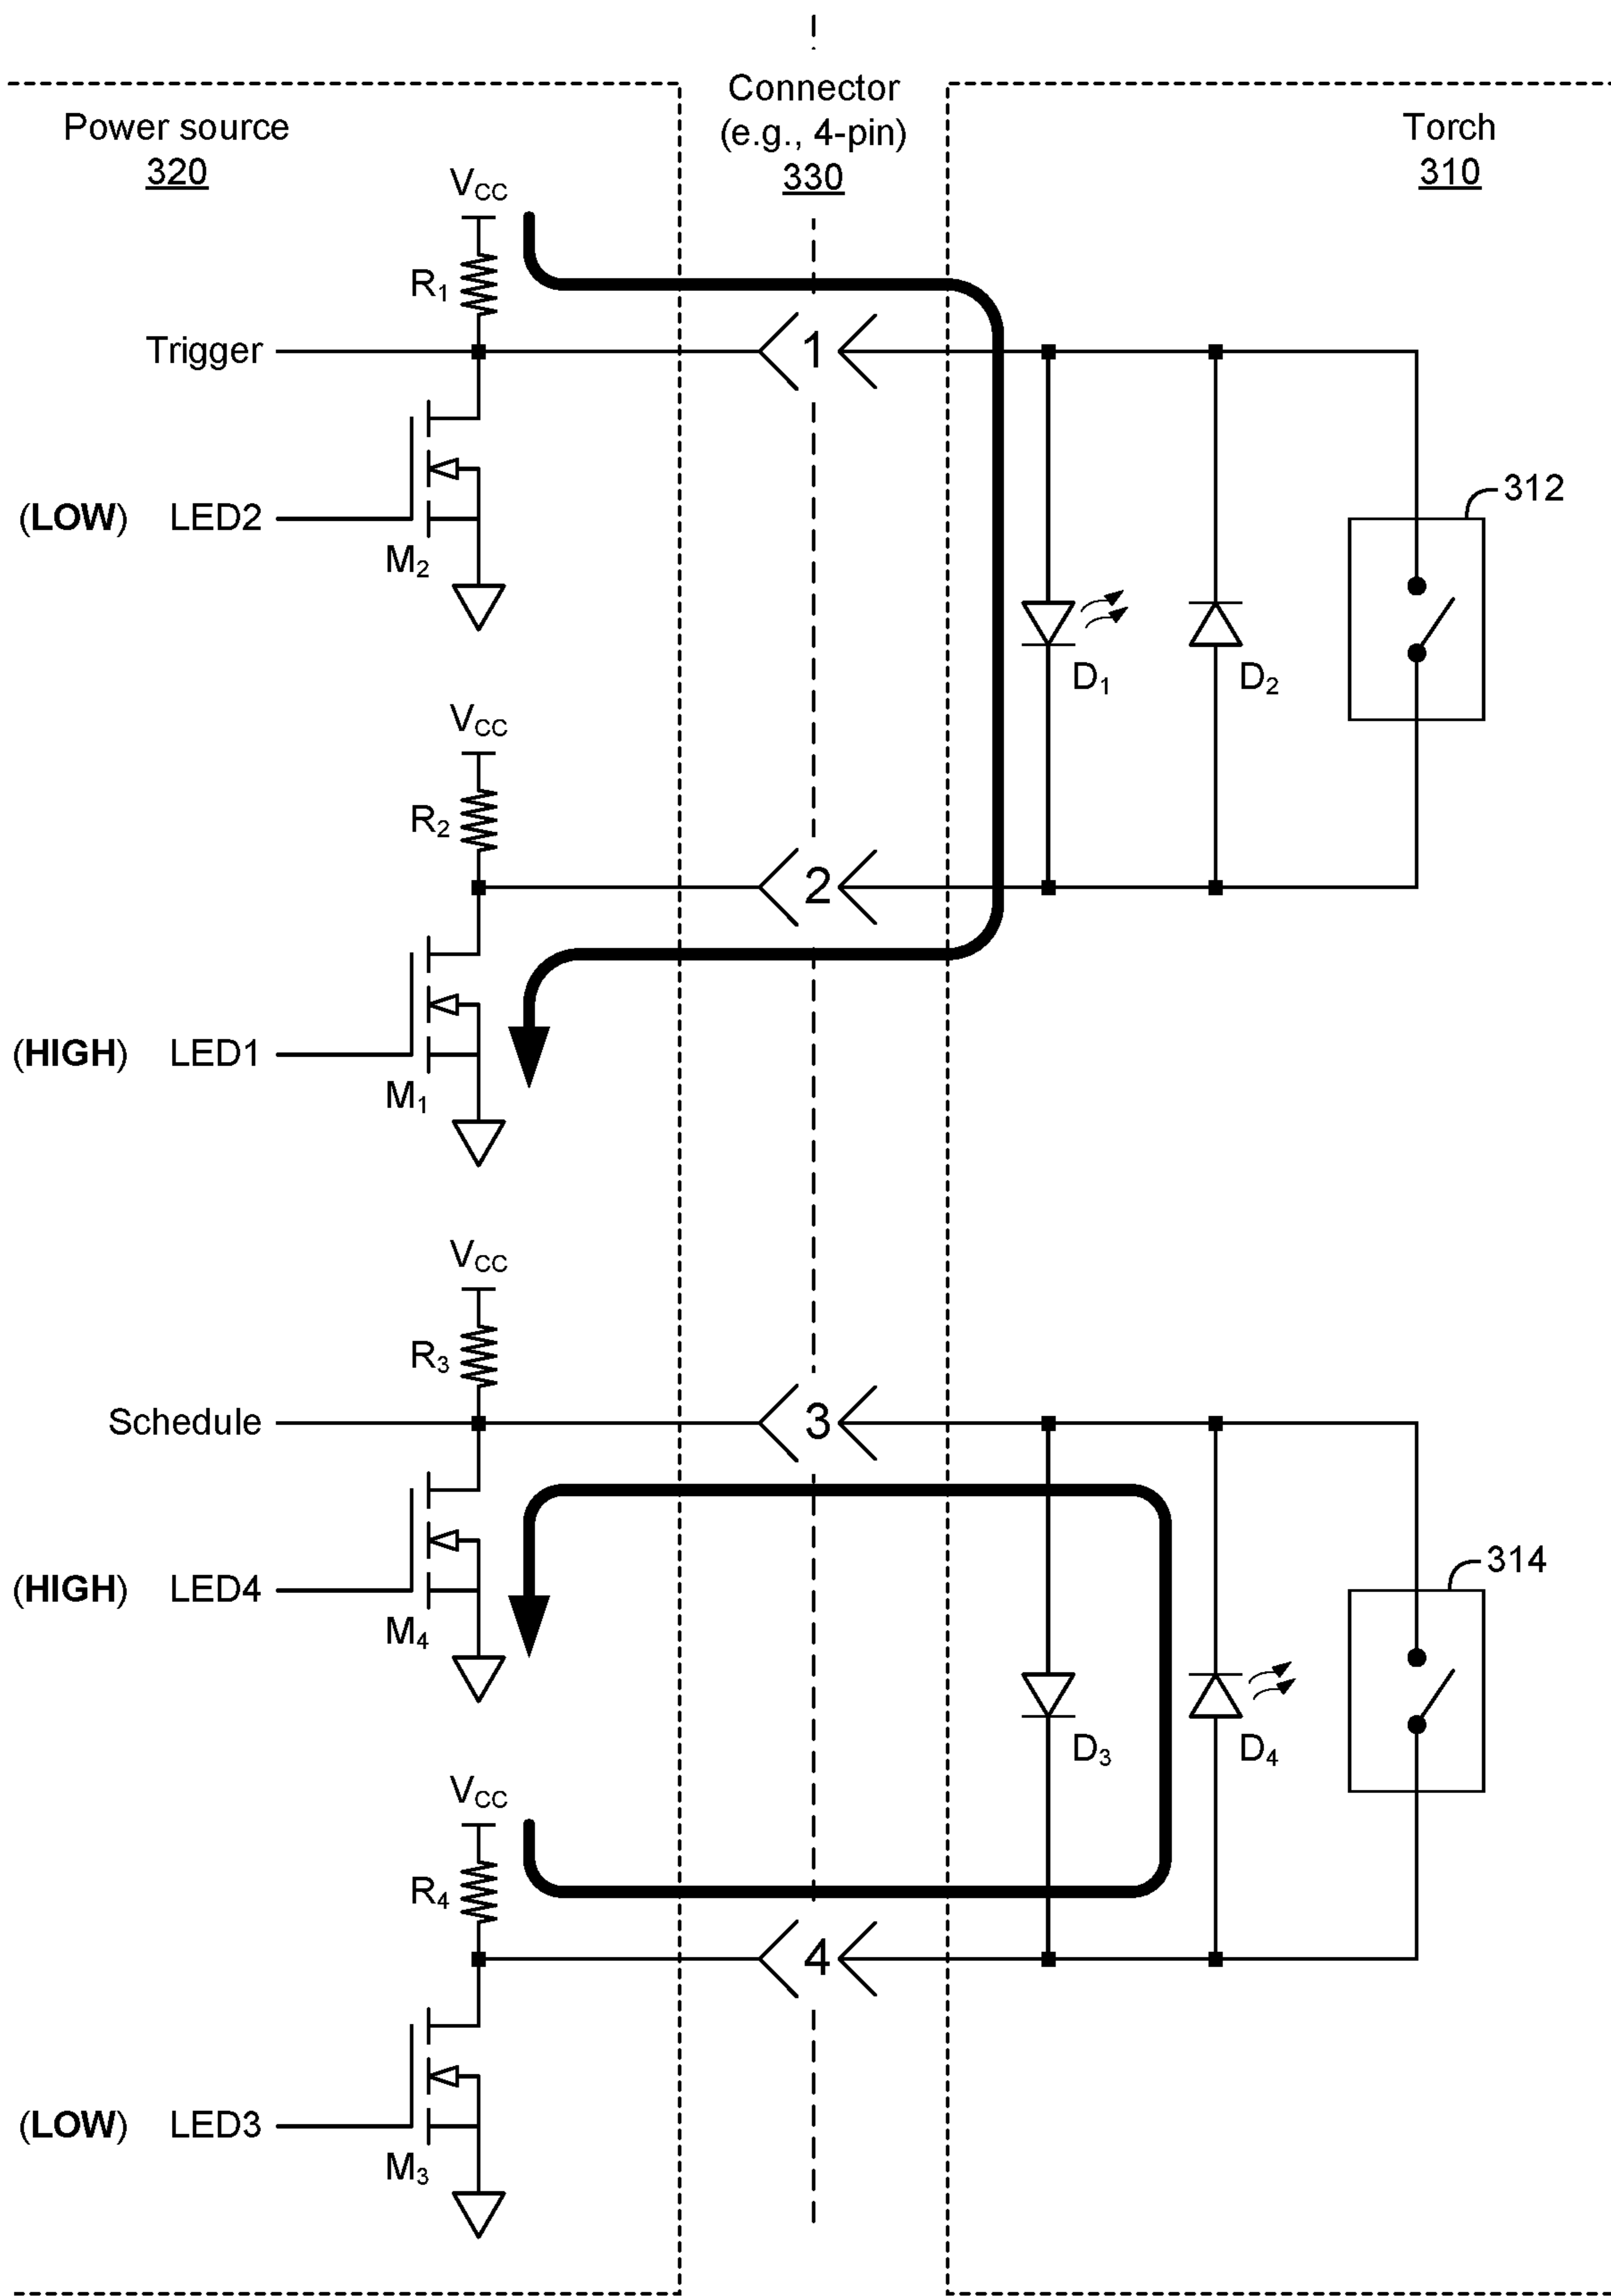 Connector
(e.g., 4-pin)
330
Power source
320
Torch
310
VCC
R1
Trigger
1
312
(LOW) LED2
M2
D1
D2
VCC
R2
2
(HIGH) LED1
M1
VCC
R3
Schedule
3
314
(HIGH) LED4
M4
D3
D4
VCC
R4
4
(LOW) LED3
M3